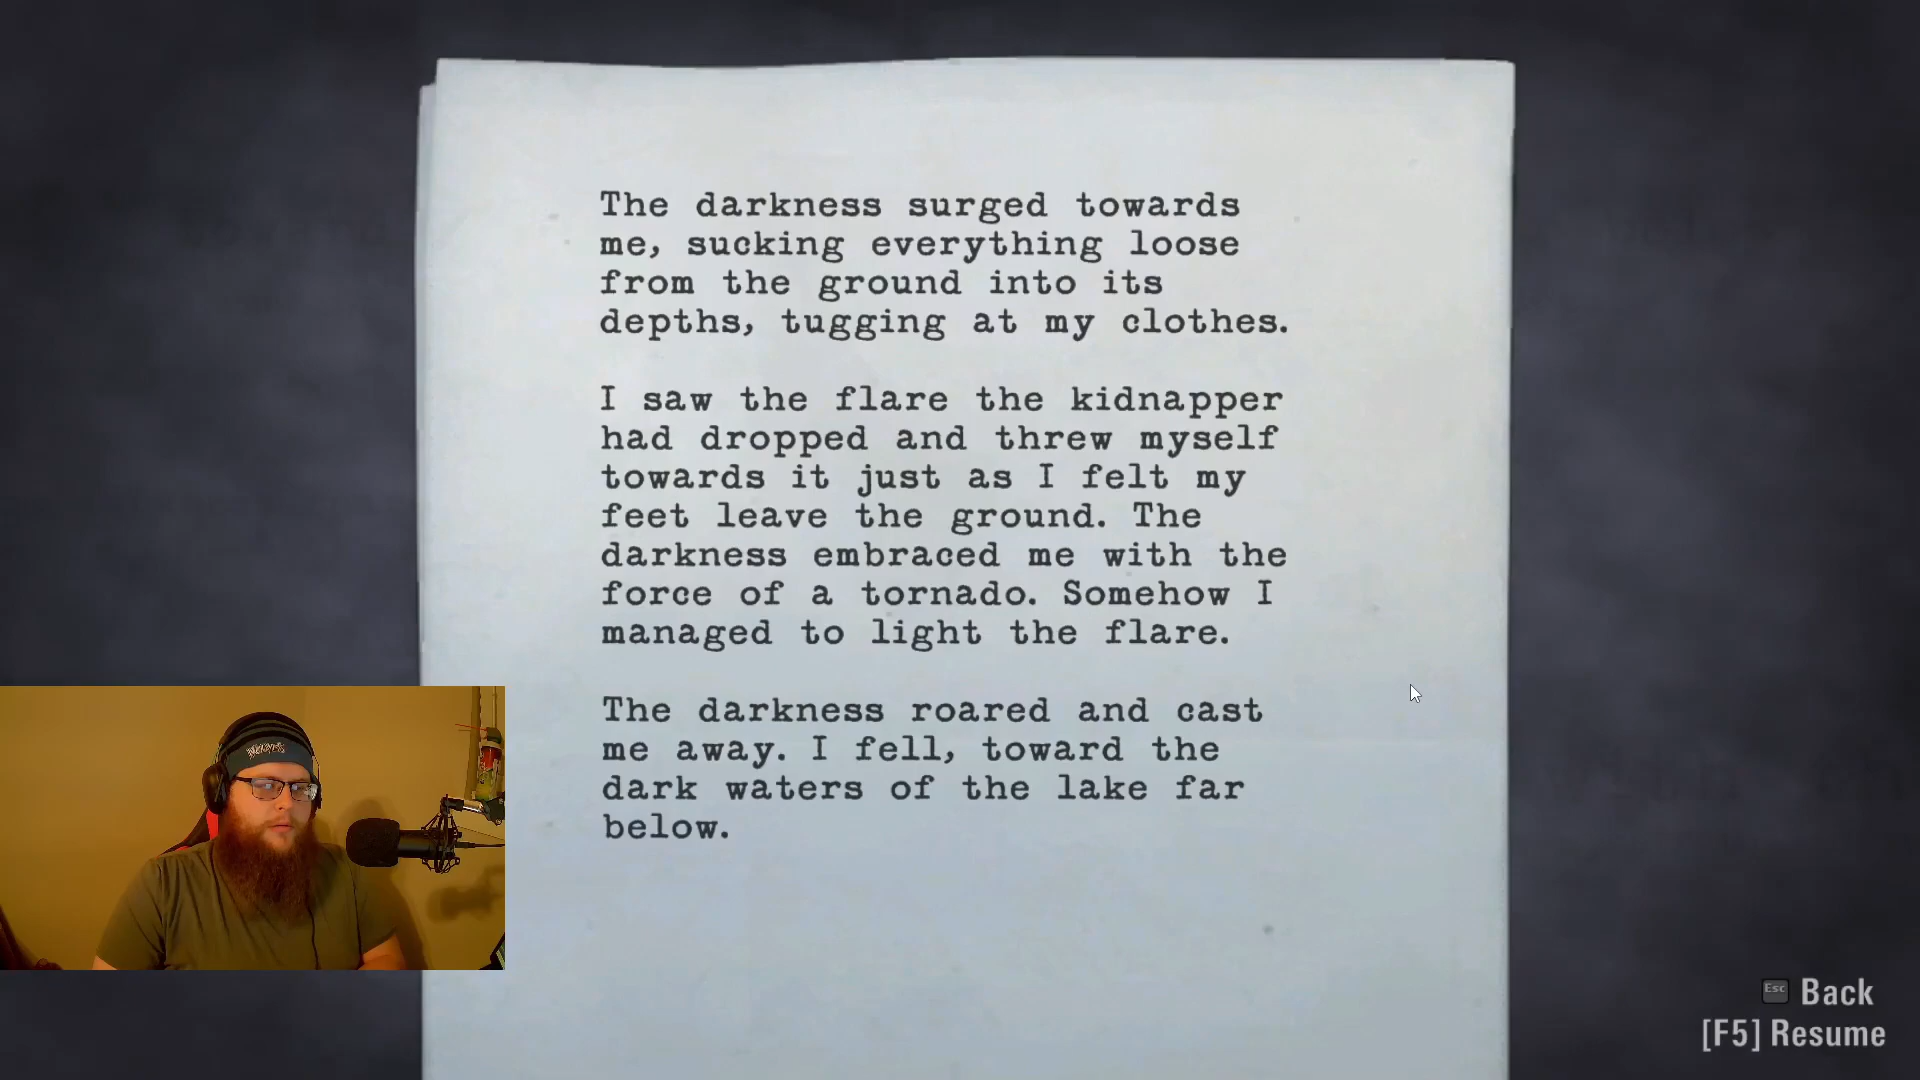 The darkness surged towards
me, sucking everything loose
from the ground into its
depths, tugging at my clothes.
I saw the flare the kidnapper
had dropped and threw myself
towards it just as I felt my
feet leave the ground. The
darkness embraced me with the
force of a tornado. Somehow I
managed to light the flare.
The darkness roared and cast
me away. I fell, toward the
dark waters of the lake far
below.
Esc Back
[F5] Resume